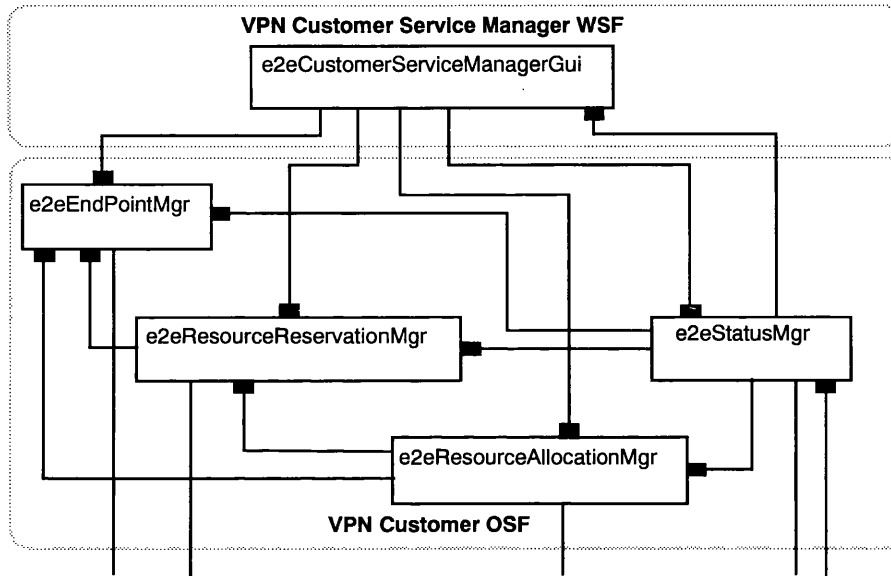 VPN Customer Service Manager WSF
e2eCustomerServiceManagerGui
e2eEndPointMgr
e2eResourceReservationMgr
e2eStatusMgr
e2eResourceAllocationMgr
VPN Customer OSF